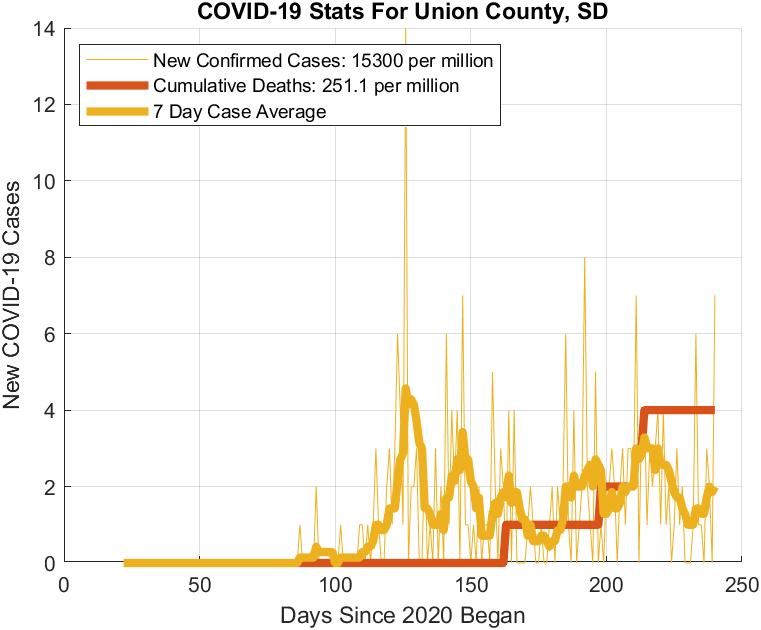 COVID-19 Stats For Union County, SD
New Confirmed Cases: 15300 per million
Cumulative Deaths: 251.1 per million
7 Day Case Average
New COVID-19 Cases
14
12
10
8
6
4
2
0
0 50 100 150 200 250
Days Since 2020 Began